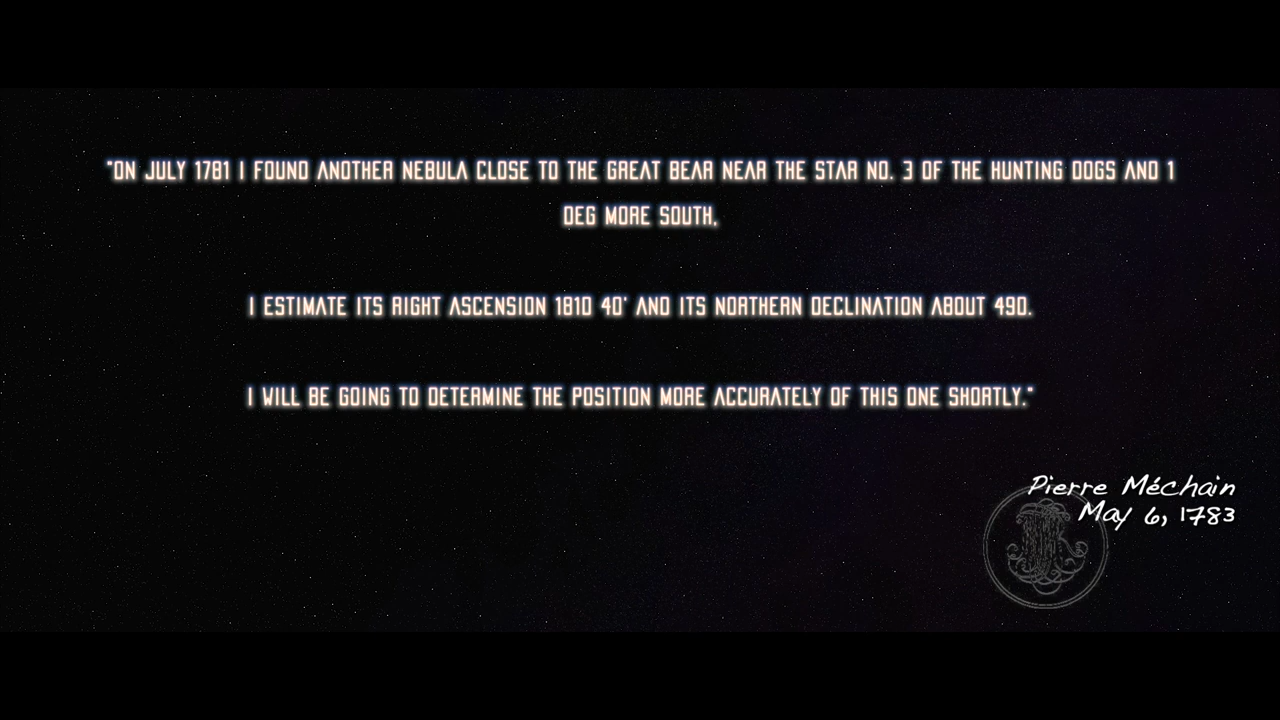 "ON JULY 1781 I FOUND ANOTHER NEBULA CLOSE TO THE GREAT BEAR NEAR THE STAR NO. 3 OF THE HUNTING DOGS AND 1
DEG MORE SOUTH,
I ESTIMATE ITS RIGHT ASCENSION 181D 40' AND ITS NORTHERN DECLINATION ABOUT 49D.
I WILL BE GOING TO DETERMINE THE POSITION MORE ACCURATELY OF THIS ONE SHORTLY."
Pierre Méchain
May 6, 1783